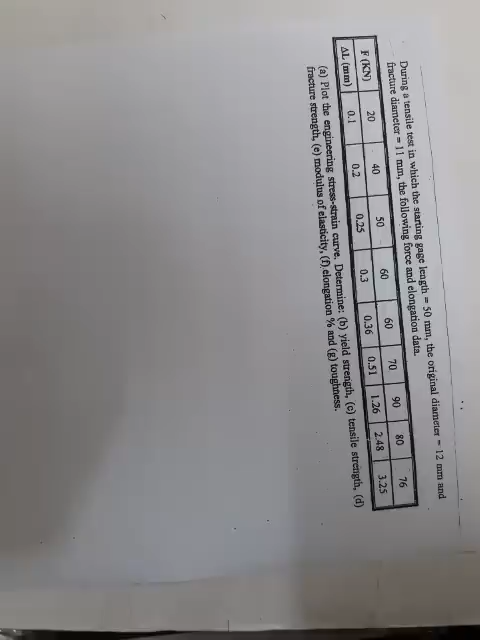 During a tensile test in which the starting gage length = 50 mm, the original diameter = 12 mm and
fracture diameter = 11 mm, the following force and elongation data.
F (KN) 20 40 50 60 60 70 90 80 76
ΔL (mm) 0.1 0.2 0.25 0.3 0.36 0.51 1.26 2.48 3.25
(a) Plot the engineering stress-strain curve. Determine: (b) yield strength, (c) tensile strength, (d)
fracture strength, (e) modulus of elasticity, (f) elongation % and (g) toughness.